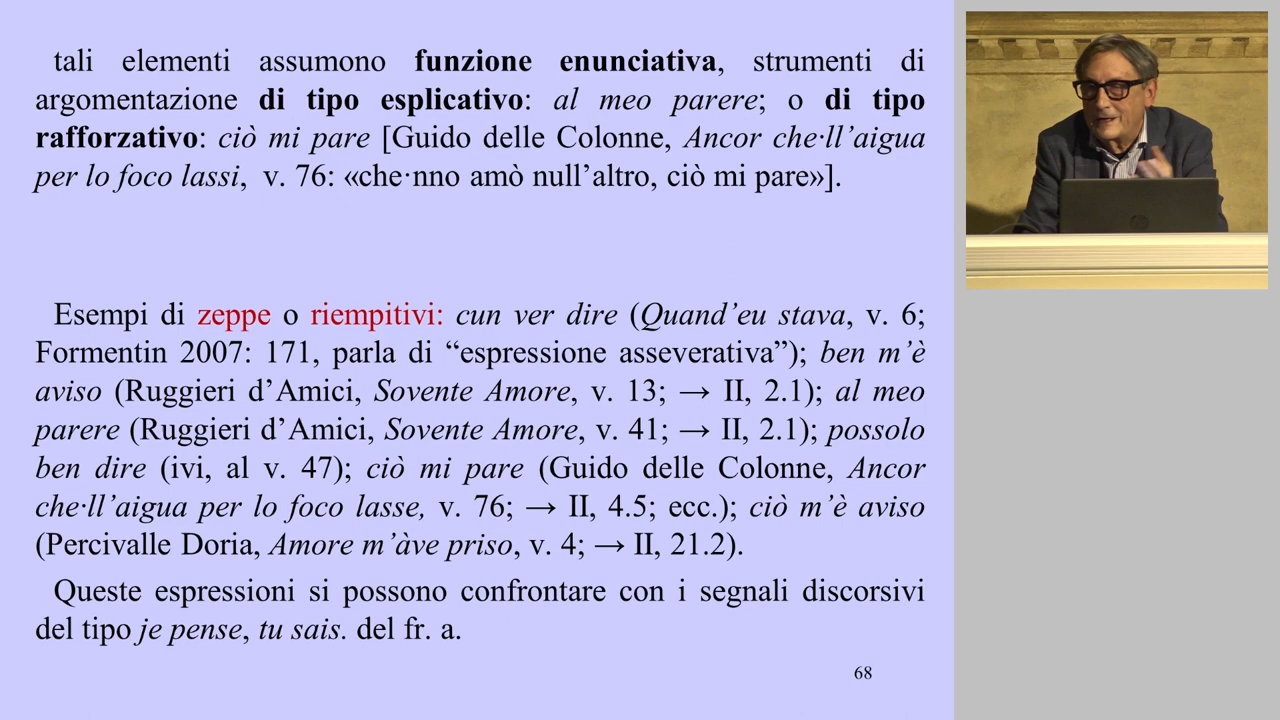 tali elementi assumono funzione enunciativa, strumenti di
argomentazione di tipo esplicativo: al meo parere; o di tipo
rafforzativo: ciò mi pare [Guido delle Colonne, Ancor che·ll’aigua
per lo foco lassi, v. 76: «che·nno amò null’altro, ciò mi pare»].
Esempi di zeppe o riempitivi: cun ver dire (Quand’eu stava, v. 6;
Formentin 2007: 171, parla di “espressione asseverativa”); ben m’è
aviso (Ruggieri d’Amici, Sovente Amore, v. 13; → II, 2.1); al meo
parere (Ruggieri d’Amici, Sovente Amore, v. 41; → II, 2.1); possolo
ben dire (ivi, al v. 47); ciò mi pare (Guido delle Colonne, Ancor
che·ll’aigua per lo foco lasse, v. 76; → II, 4.5; ecc.); ciò m’è aviso
(Percivalle Doria, Amore m’àve priso, v. 4; → II, 21.2).
Queste espressioni si possono confrontare con i segnali discorsivi
del tipo je pense, tu sais. del fr. a.
68